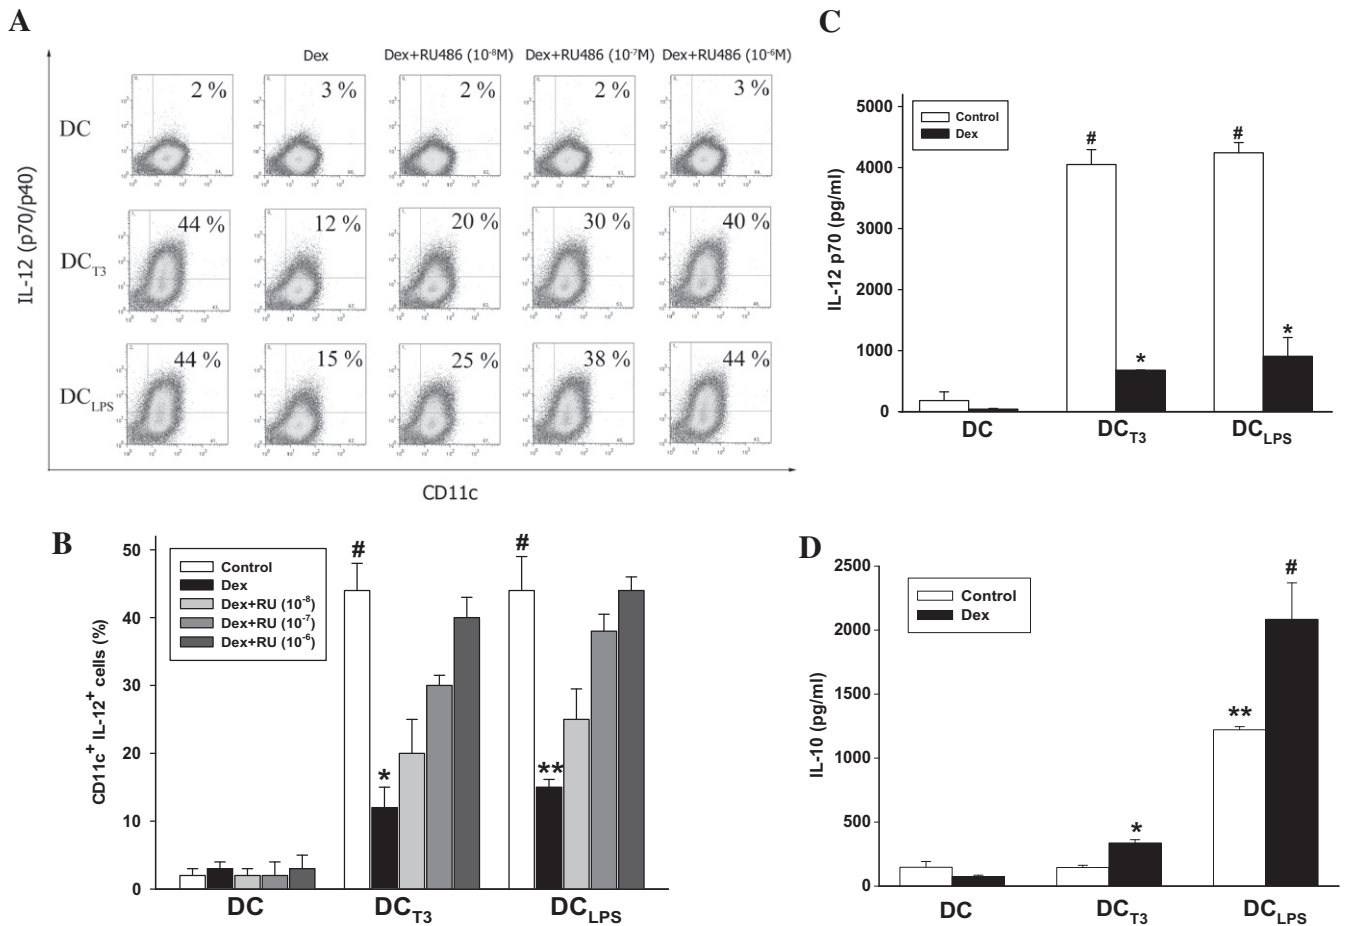 A
Dex Dex+RU486 (10⁻⁸M) Dex+RU486 (10⁻⁷M) Dex+RU486 (10⁻⁶M)
DC 2 % 3 % 2 % 2 % 3 %
DC_T3 44 % 12 % 20 % 30 % 40 %
DC_LPS 44 % 15 % 25 % 38 % 44 %
IL-12 (p70/p40)
CD11c
B
Control
Dex
Dex+RU (10⁻⁸)
Dex+RU (10⁻⁷)
Dex+RU (10⁻⁶)
CD11c⁺ IL-12⁺ cells (%)
50
40
30
20
10
0
# * # **
DC DC_T3 DC_LPS
C
Control
Dex
IL-12 p70 (pg/ml)
5000
4000
3000
2000
1000
0
# * # *
DC DC_T3 DC_LPS
D
Control
Dex
IL-10 (pg/ml)
2500
2000
1500
1000
500
0
* ** #
DC DC_T3 DC_LPS